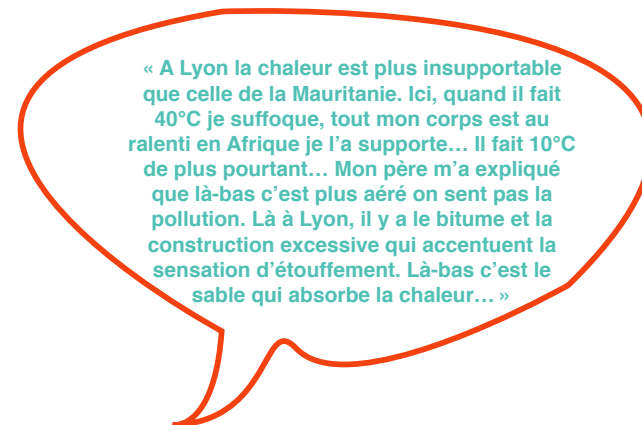 « A Lyon la chaleur est plus insupportable
que celle de la Mauritanie. Ici, quand il fait
40°C je suffoque, tout mon corps est au
ralenti en Afrique je l’a supporte… Il fait 10°C
de plus pourtant… Mon père m’a expliqué
que là-bas c’est plus aéré on sent pas la
pollution. Là à Lyon, il y a le bitume et la
construction excessive qui accentuent la
sensation d’étouffement. Là-bas c’est le
sable qui absorbe la chaleur… »